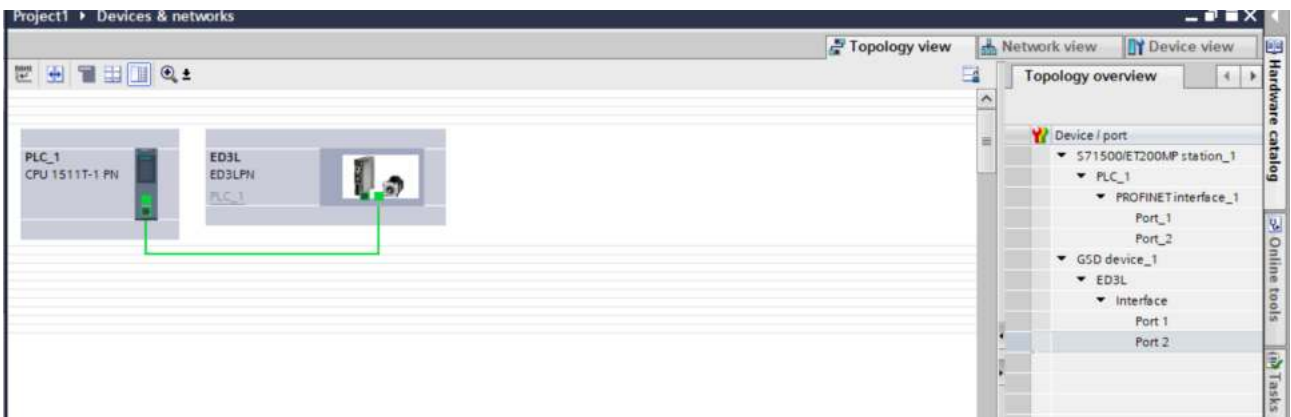 Project1 ▸ Devices & networks
Topology view
Network view
Device view
Topology overview
PLC_1
CPU 1511T-1 PN
ED3L
ED3LPN
PLC_1
Device / port
S71500/ET200MP station_1
PLC_1
PROFINET interface_1
Port_1
Port_2
GSD device_1
ED3L
Interface
Port 1
Port 2
Hardware catalog
Online tools
Tasks